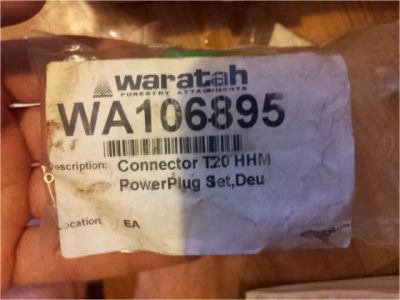 waratah
FORESTRY ATTACHMENTS
WA106895
Description: Connector T20 HHM
PowerPlug Set,Deu
Location: EA